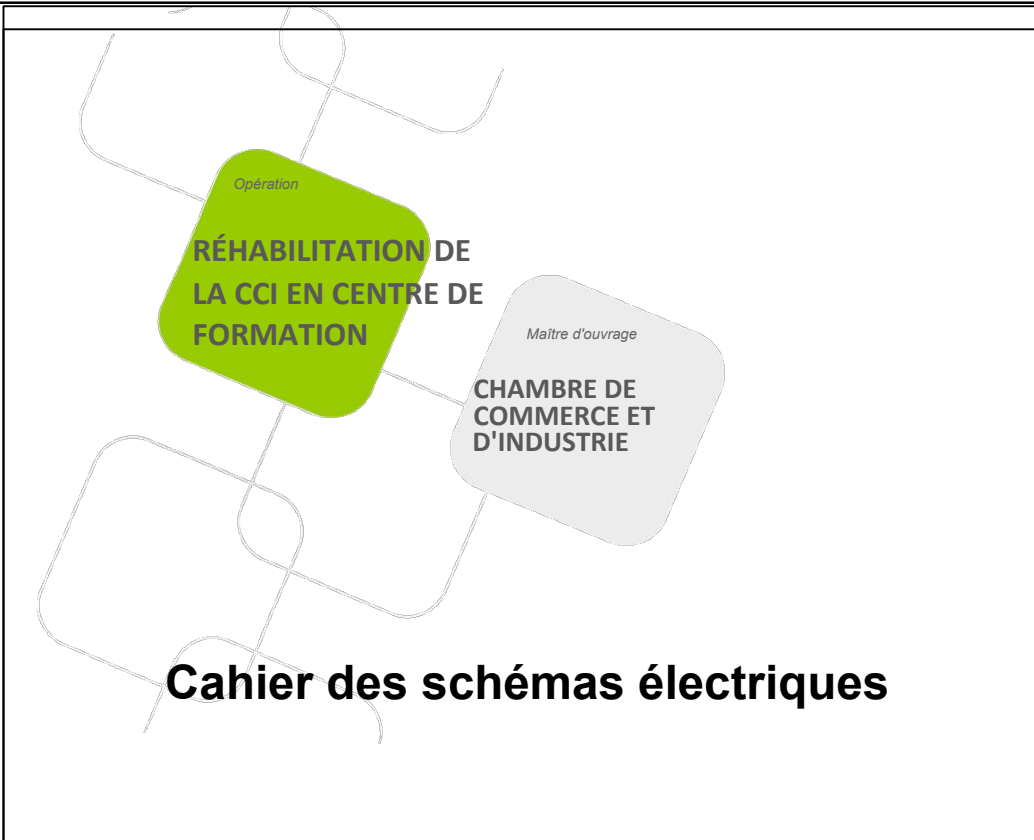 Opération
RÉHABILITATION DE
LA CCI EN CENTRE DE
FORMATION
Maître d'ouvrage
CHAMBRE DE
COMMERCE ET
D'INDUSTRIE
Cahier des schémas électriques